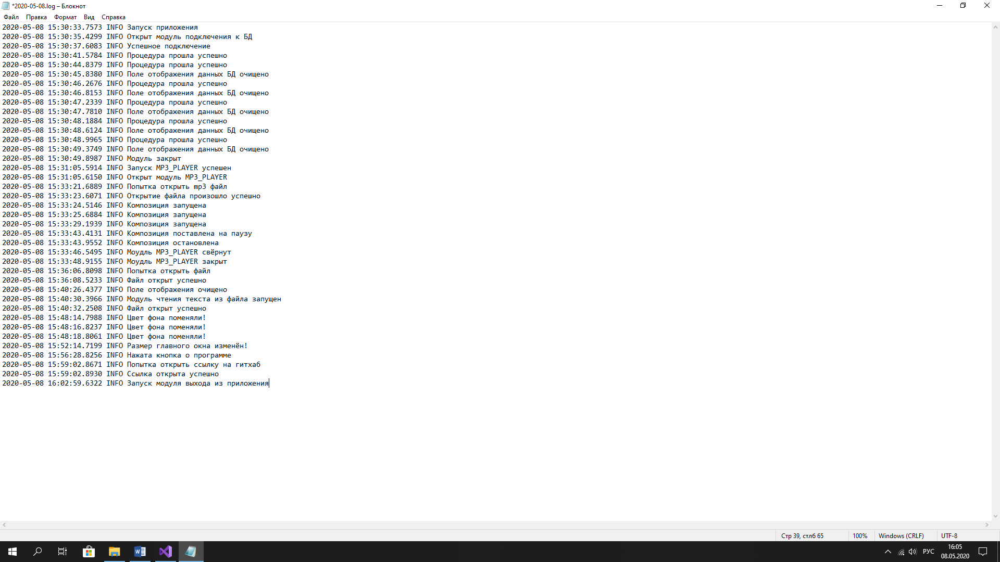 *2020-05-08.log – Блокнот
Файл Правка Формат Вид Справка
2020-05-08 15:30:33.7573 INFO Запуск приложения
2020-05-08 15:30:35.4299 INFO Открыт модуль подключения к БД
2020-05-08 15:30:37.6083 INFO Успешное подключение
2020-05-08 15:30:41.5784 INFO Процедура прошла успешно
2020-05-08 15:30:44.8379 INFO Процедура прошла успешно
2020-05-08 15:30:45.8380 INFO Поле отображения данных БД очищено
2020-05-08 15:30:46.2676 INFO Процедура прошла успешно
2020-05-08 15:30:46.8153 INFO Поле отображения данных БД очищено
2020-05-08 15:30:47.2339 INFO Процедура прошла успешно
2020-05-08 15:30:47.7810 INFO Поле отображения данных БД очищено
2020-05-08 15:30:48.1884 INFO Процедура прошла успешно
2020-05-08 15:30:48.6124 INFO Поле отображения данных БД очищено
2020-05-08 15:30:48.9965 INFO Процедура прошла успешно
2020-05-08 15:30:49.3749 INFO Поле отображения данных БД очищено
2020-05-08 15:30:49.8987 INFO Модуль закрыт
2020-05-08 15:31:05.5914 INFO Запуск MP3_PLAYER успешен
2020-05-08 15:31:05.6150 INFO Открыт модуль MP3_PLAYER
2020-05-08 15:33:21.6889 INFO Попытка открыть mp3 файл
2020-05-08 15:33:23.6071 INFO Открытие файла произошло успешно
2020-05-08 15:33:24.5146 INFO Композиция запущена
2020-05-08 15:33:25.6884 INFO Композиция запущена
2020-05-08 15:33:29.1939 INFO Композиция запущена
2020-05-08 15:33:43.4131 INFO Композиция поставлена на паузу
2020-05-08 15:33:43.9552 INFO Композиция остановлена
2020-05-08 15:33:46.5495 INFO Моудль MP3_PLAYER свёрнут
2020-05-08 15:33:48.9155 INFO Моудль MP3_PLAYER закрыт
2020-05-08 15:36:06.8098 INFO Попытка открыть файл
2020-05-08 15:36:08.5233 INFO Файл открыт успешно
2020-05-08 15:40:26.4377 INFO Поле отображения очищено
2020-05-08 15:40:30.3966 INFO Модуль чтения текста из файла запущен
2020-05-08 15:40:32.2508 INFO Файл открыт успешно
2020-05-08 15:48:14.7988 INFO Цвет фона поменяли!
2020-05-08 15:48:16.8237 INFO Цвет фона поменяли!
2020-05-08 15:48:18.8061 INFO Цвет фона поменяли!
2020-05-08 15:52:14.7199 INFO Размер главного окна изменён!
2020-05-08 15:56:28.8256 INFO Нажата кнопка о программе
2020-05-08 15:59:02.8671 INFO Попытка открыть ссылку на гитхаб
2020-05-08 15:59:02.8930 INFO Ссылка открыта успешно
2020-05-08 16:02:59.6322 INFO Запуск модуля выхода из приложения
Стр 39, стлб 65 100% Windows (CRLF) UTF-8
РУС 16:05
08.05.2020